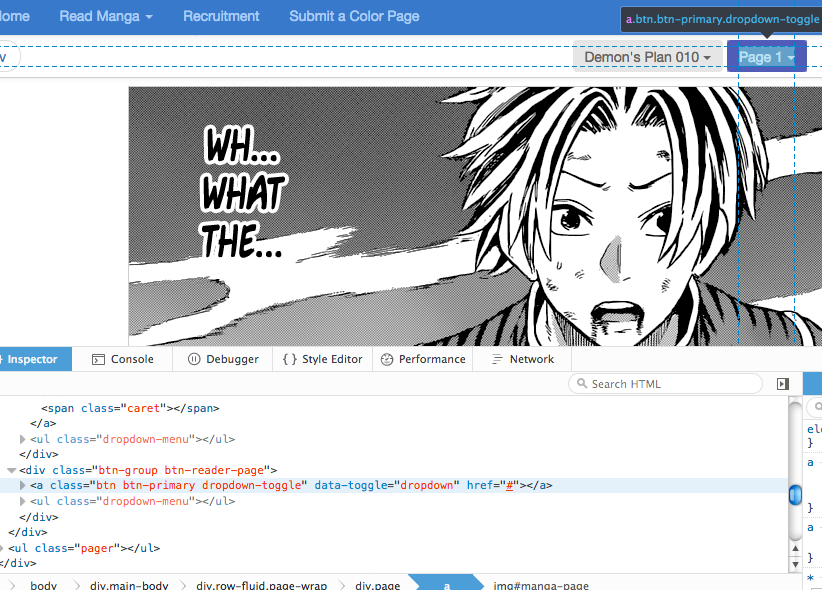 ome
Read Manga
Recruitment
Submit a Color Page
a.btn.btn-primary.dropdown-toggle
v
Demon's Plan 010
Page 1
WH...
WHAT
THE...
Inspector
Console
Debugger
{ } Style Editor
Performance
Network
Search HTML
<span class="caret"></span>
</a>
<ul class="dropdown-menu"></ul>
</div>
<div class="btn-group btn-reader-page">
<a class="btn btn-primary dropdown-toggle" data-toggle="dropdown" href="#"></a>
<ul class="dropdown-menu"></ul>
</div>
</div>
<ul class="pager"></ul>
</div>
ele
}
a
}
a
}
*
body
div.main-body
div.row-fluid.page-wrap
div.page
a
img#manga-page